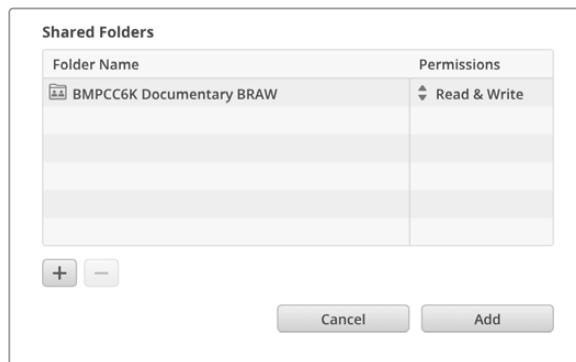 Shared Folders
Folder Name Permissions
BMPCC6K Documentary BRAW Read & Write
+ −
Cancel Add